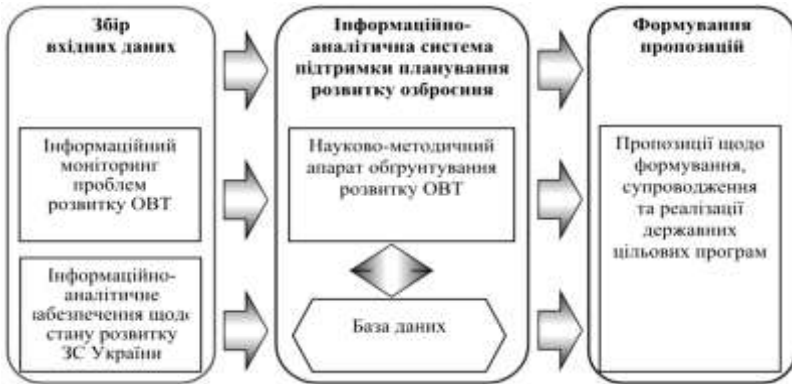 Збір
вхідних даних
Інформаційний
моніторинг
проблем
розвитку ОВТ
Інформаційно-
аналітичне
забезпечення щодо
стану розвитку
ЗС України
Інформаційно-
аналітична система
підтримки планування
розвитку озброєння
Науково-методичний
апарат обґрунтування
розвитку ОВТ
База даних
Формування
пропозицій
Пропозиції щодо
формування,
супроводження
та реалізації
державних
цільових програм